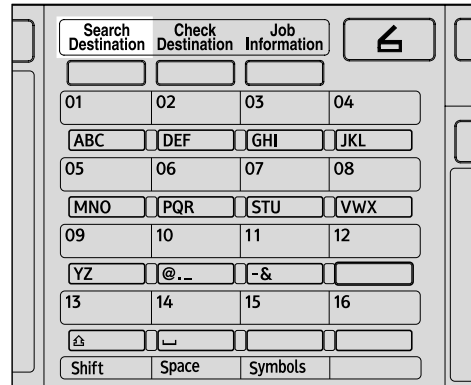 Search Destination Check Destination Job Information
01 02 03 04
ABC DEF GHI JKL
05 06 07 08
MNO PQR STU VWX
09 10 11 12
YZ @._ -&
13 14 15 16
Shift Space Symbols